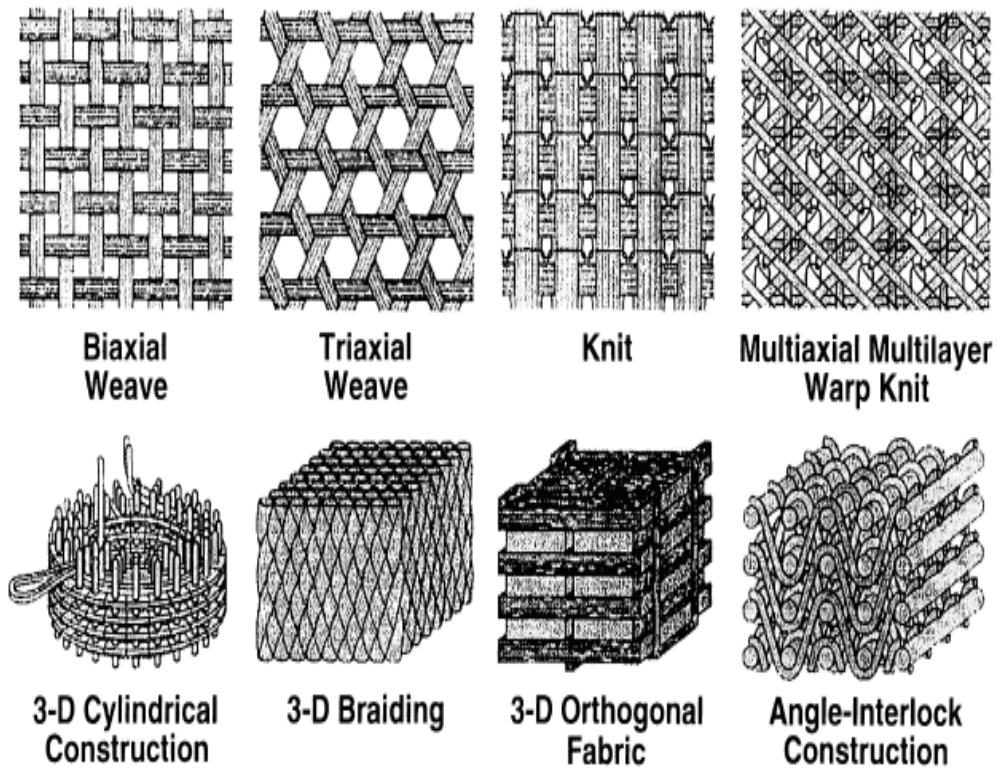 Biaxial
Weave
Triaxial
Weave
Knit
Multiaxial Multilayer
Warp Knit
3-D Cylindrical
Construction
3-D Braiding
3-D Orthogonal
Fabric
Angle-Interlock
Construction